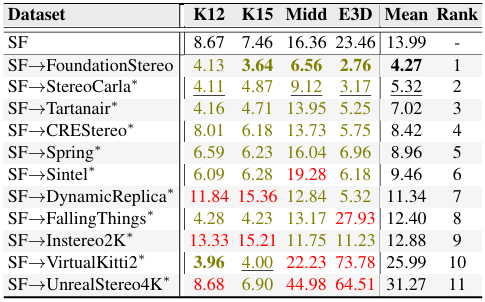 Dataset K12 K15 Midd E3D Mean Rank
SF 8.67 7.46 16.36 23.46 13.99 -
SF→FoundationStereo 4.13 3.64 6.56 2.76 4.27 1
SF→StereoCarla* 4.11 4.87 9.12 3.17 5.32 2
SF→Tartanair* 4.16 4.71 13.95 5.25 7.02 3
SF→CREStereo* 8.01 6.18 13.73 5.75 8.42 4
SF→Spring* 6.59 6.23 16.04 6.96 8.96 5
SF→Sintel* 6.09 6.28 19.28 6.18 9.46 6
SF→DynamicReplica* 11.84 15.36 12.84 5.32 11.34 7
SF→FallingThings* 4.28 4.23 13.17 27.93 12.40 8
SF→Instereo2K* 13.33 15.21 11.75 11.23 12.88 9
SF→VirtualKitti2* 3.96 4.00 22.23 73.78 25.99 10
SF→UnrealStereo4K* 8.68 6.90 44.98 64.51 31.27 11